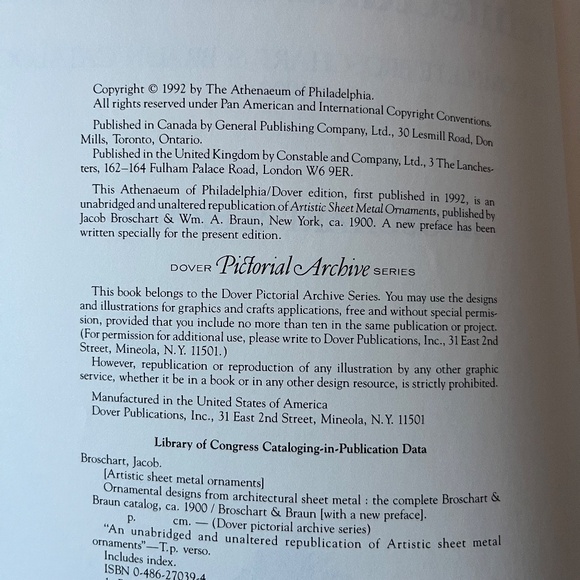 Copyright © 1992 by The Athenaeum of Philadelphia.
All rights reserved under Pan American and International Copyright Conventions.
Published in Canada by General Publishing Company, Ltd., 30 Lesmill Road, Don
Mills, Toronto, Ontario.
Published in the United Kingdom by Constable and Company, Ltd., 3 The Lanches-
ters, 162–164 Fulham Palace Road, London W6 9ER.
This Athenaeum of Philadelphia/Dover edition, first published in 1992, is an
unabridged and unaltered republication of Artistic Sheet Metal Ornaments, published by
Jacob Broschart & Wm. A. Braun, New York, ca. 1900. A new preface has been
written specially for the present edition.
DOVER Pictorial Archive SERIES
This book belongs to the Dover Pictorial Archive Series. You may use the designs
and illustrations for graphics and crafts applications, free and without special permis-
sion, provided that you include no more than ten in the same publication or project.
(For permission for additional use, please write to Dover Publications, Inc., 31 East 2nd
Street, Mineola, N.Y. 11501.)
However, republication or reproduction of any illustration by any other graphic
service, whether it be in a book or in any other design resource, is strictly prohibited.
Manufactured in the United States of America
Dover Publications, Inc., 31 East 2nd Street, Mineola, N.Y. 11501
Library of Congress Cataloging-in-Publication Data
Broschart, Jacob.
[Artistic sheet metal ornaments]
Ornamental designs from architectural sheet metal : the complete Broschart &
Braun catalog, ca. 1900 / Broschart & Braun [with a new preface].
p. cm. — (Dover pictorial archive series)
"An unabridged and unaltered republication of Artistic sheet metal
ornaments"—T.p. verso.
Includes index.
ISBN 0-486-27039-4